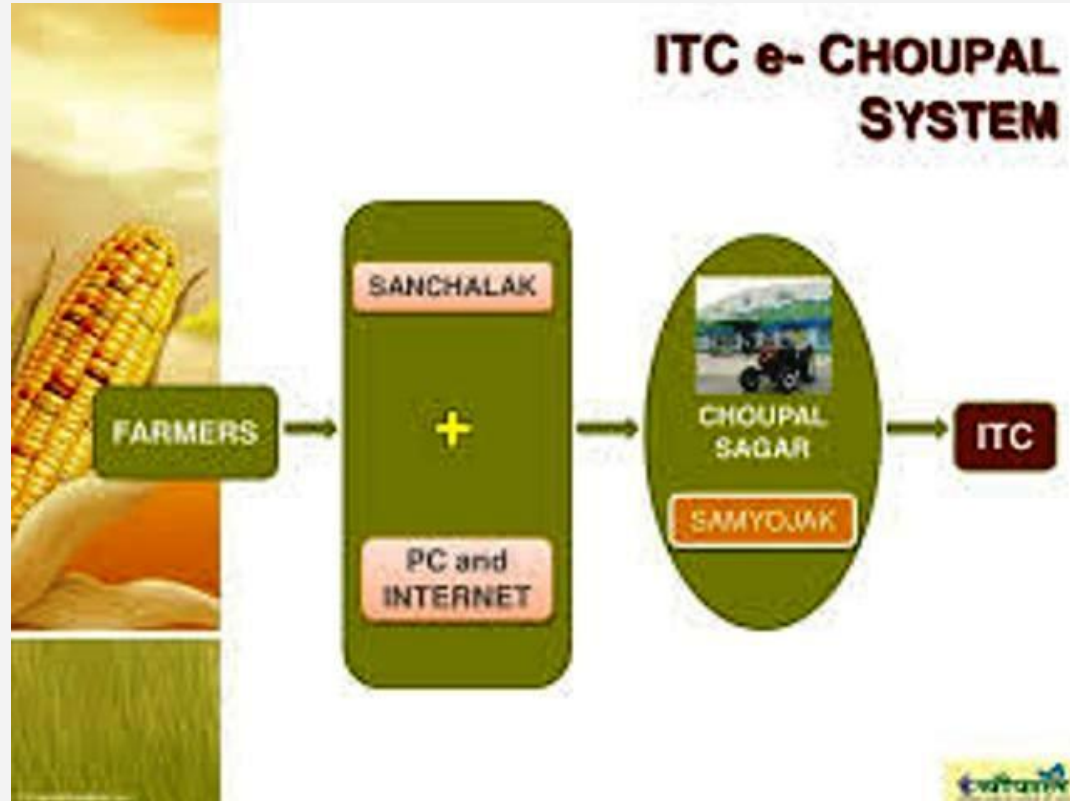 ITC e- CHOUPAL
SYSTEM
FARMERS
SANCHALAK
+
PC and
INTERNET
CHOUPAL
SAGAR
SAMYOJAK
ITC